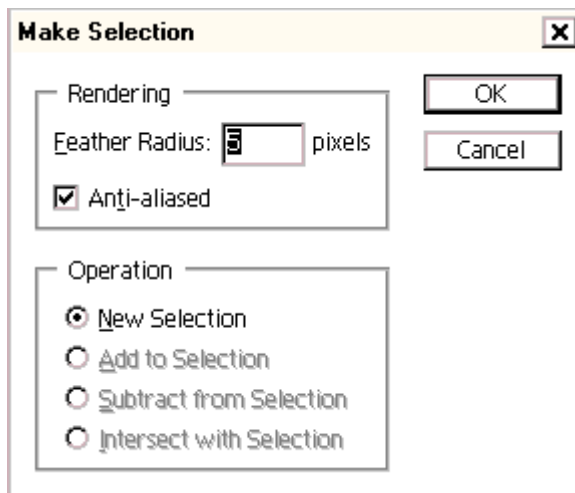 Make Selection
Rendering
OK
Feather Radius: 5 pixels
Cancel
Anti-aliased
Operation
New Selection
Add to Selection
Subtract from Selection
Intersect with Selection